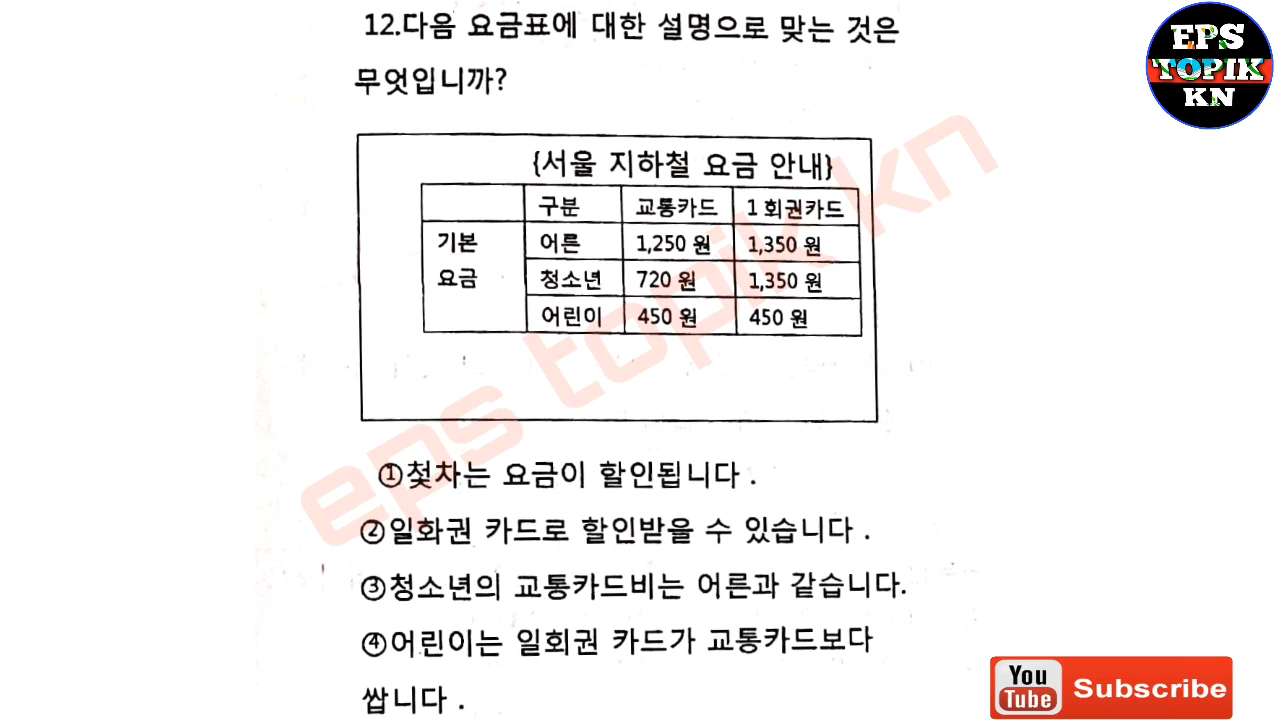 12.다음 요금표에 대한 설명으로 맞는 것은
무엇입니까?
EPS
TOPIK
KN
{서울 지하철 요금 안내}
구분 교통카드 1 회권카드
기본 어른 1,250 원 1,350 원
요금 청소년 720 원 1,350 원
어린이 450 원 450 원
eps topik kn
①첫차는 요금이 할인됩니다 .
②일화권 카드로 할인받을 수 있습니다 .
③청소년의 교통카드비는 어른과 같습니다.
④어린이는 일회권 카드가 교통카드보다
쌉니다 .
You
Tube
Subscribe